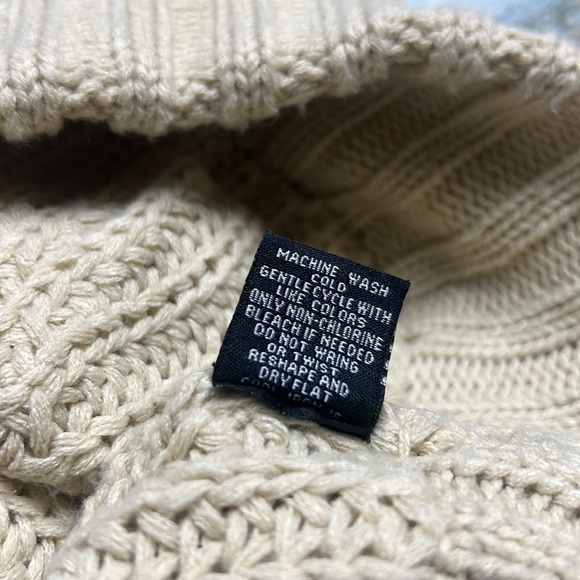 MACHINE WASH
COLD
GENTLE CYCLE WITH
LIKE COLORS
ONLY NON-CHLORINE
BLEACH IF NEEDED
DO NOT WRING
OR TWIST
RESHAPE AND
DRY FLAT